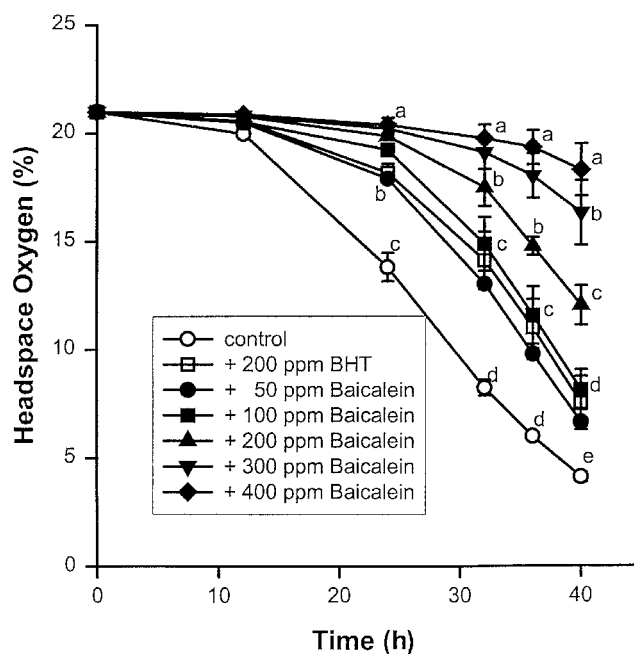 25
20
15
10
5
0
Headspace Oxygen (%)
a
a
a
a
b
b
b
b
c
c
c
c
d
d
d
e
control
+ 200 ppm BHT
+ 50 ppm Baicalein
+ 100 ppm Baicalein
+ 200 ppm Baicalein
+ 300 ppm Baicalein
+ 400 ppm Baicalein
0 10 20 30 40
Time (h)